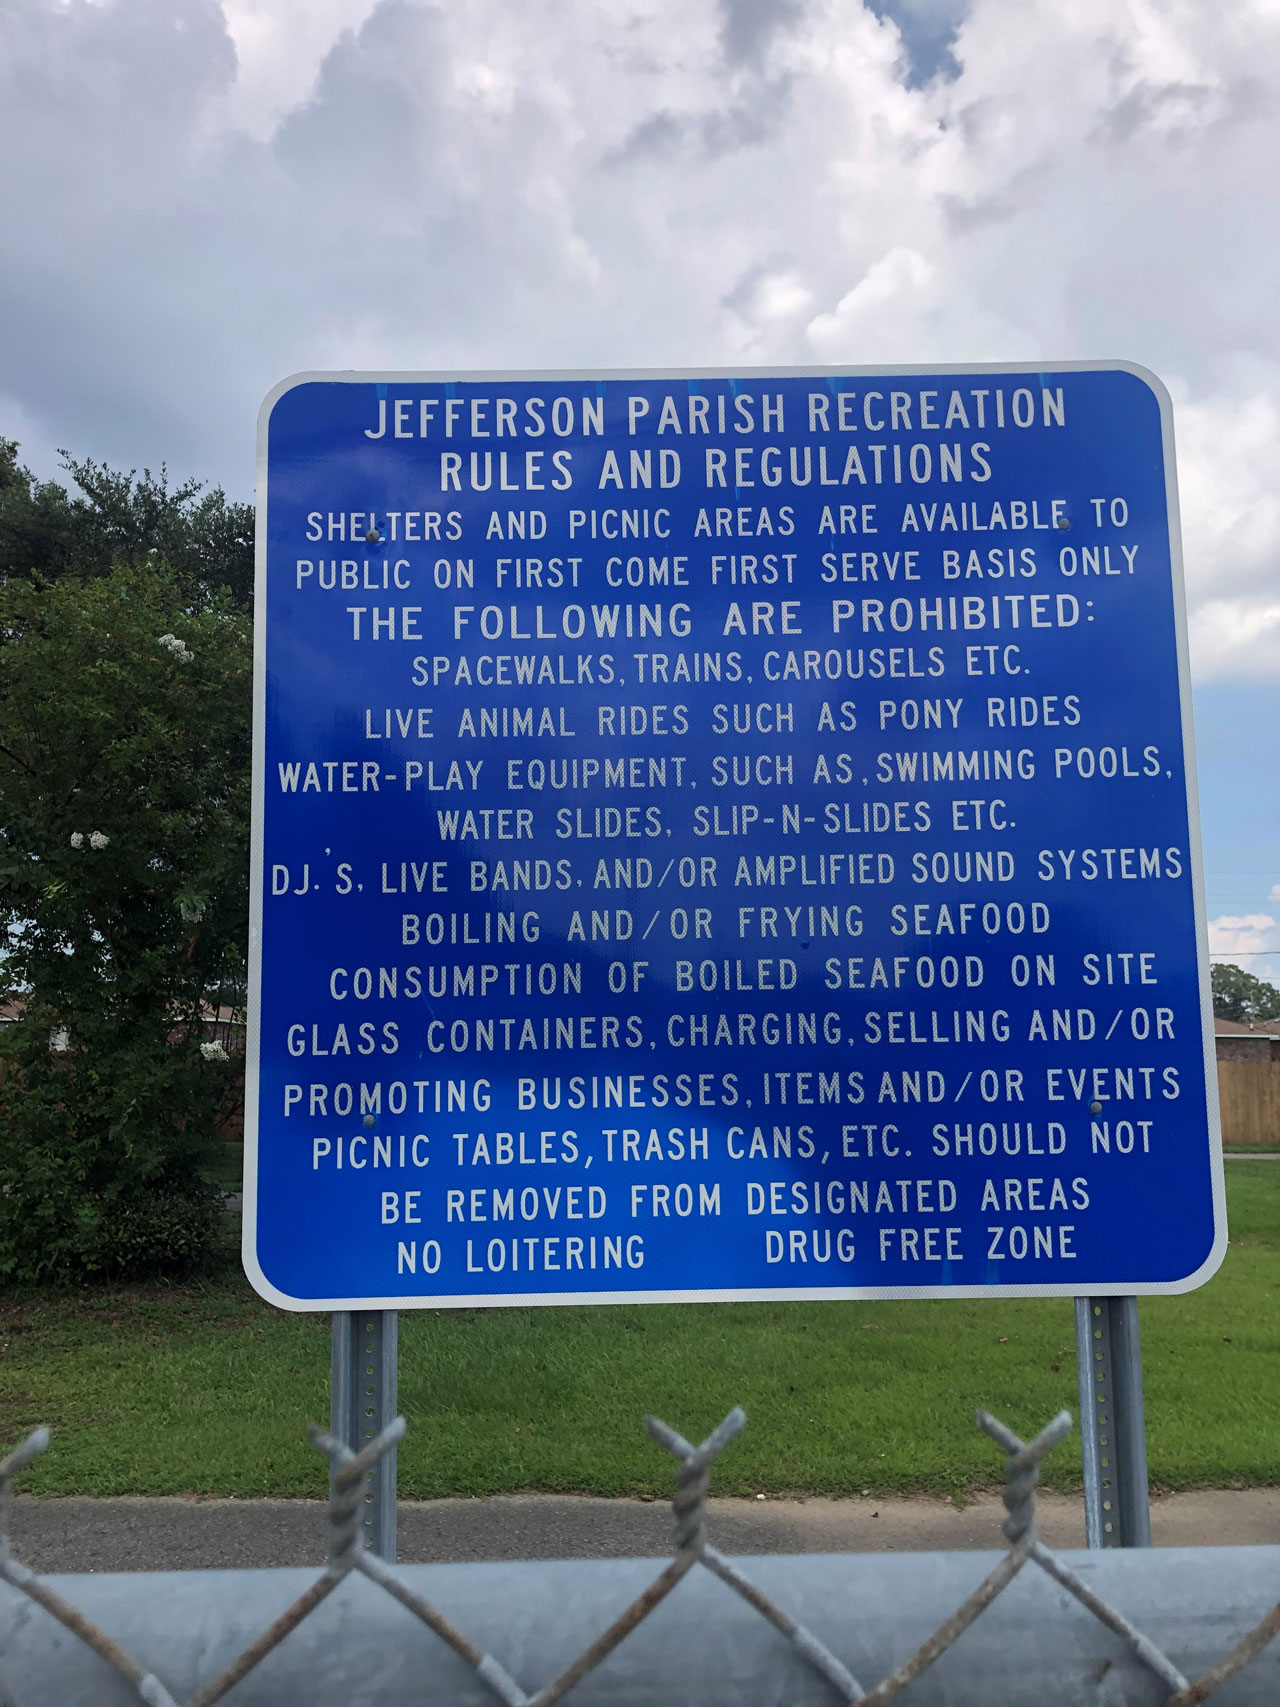 JEFFERSON PARISH RECREATION
RULES AND REGULATIONS
SHELTERS AND PICNIC AREAS ARE AVAILABLE TO
PUBLIC ON FIRST COME FIRST SERVE BASIS ONLY
THE FOLLOWING ARE PROHIBITED:
SPACEWALKS, TRAINS, CAROUSELS ETC.
LIVE ANIMAL RIDES SUCH AS PONY RIDES
WATER-PLAY EQUIPMENT, SUCH AS, SWIMMING POOLS,
WATER SLIDES, SLIP-N-SLIDES ETC.
DJ.'S, LIVE BANDS, AND/OR AMPLIFIED SOUND SYSTEMS
BOILING AND/OR FRYING SEAFOOD
CONSUMPTION OF BOILED SEAFOOD ON SITE
GLASS CONTAINERS, CHARGING, SELLING AND/OR
PROMOTING BUSINESSES, ITEMS AND/OR EVENTS
PICNIC TABLES, TRASH CANS, ETC. SHOULD NOT
BE REMOVED FROM DESIGNATED AREAS
NO LOITERING DRUG FREE ZONE